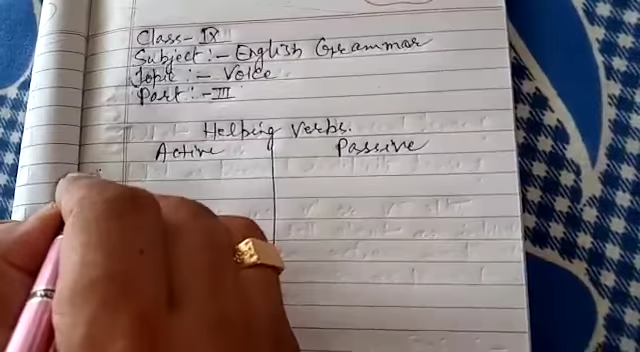 Class - IX
Subject :- English Grammar
Topic :- Voice
Part :- III
Helping Verbs.
Active Passive